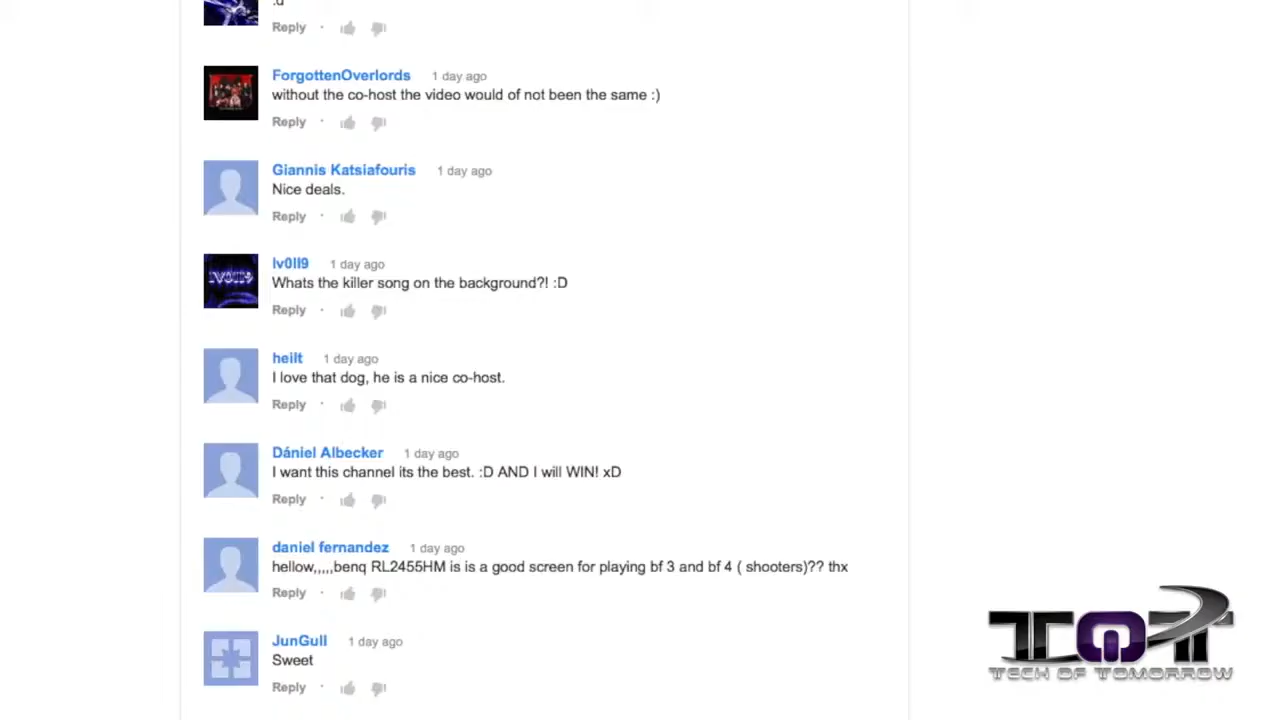 :d
Reply ·
ForgottenOverlords 1 day ago
without the co-host the video would of not been the same :)
Reply ·
Giannis Katsiafouris 1 day ago
Nice deals.
Reply ·
lv0ll9 1 day ago
Whats the killer song on the background?! :D
Reply ·
heilt 1 day ago
I love that dog, he is a nice co-host.
Reply ·
Dániel Albecker 1 day ago
I want this channel its the best. :D AND I will WIN! xD
Reply ·
daniel fernandez 1 day ago
hellow,,,,,benq RL2455HM is is a good screen for playing bf 3 and bf 4 ( shooters)?? thx
Reply ·
JunGull 1 day ago
Sweet
Reply ·
TOT
TECH OF TOMORROW